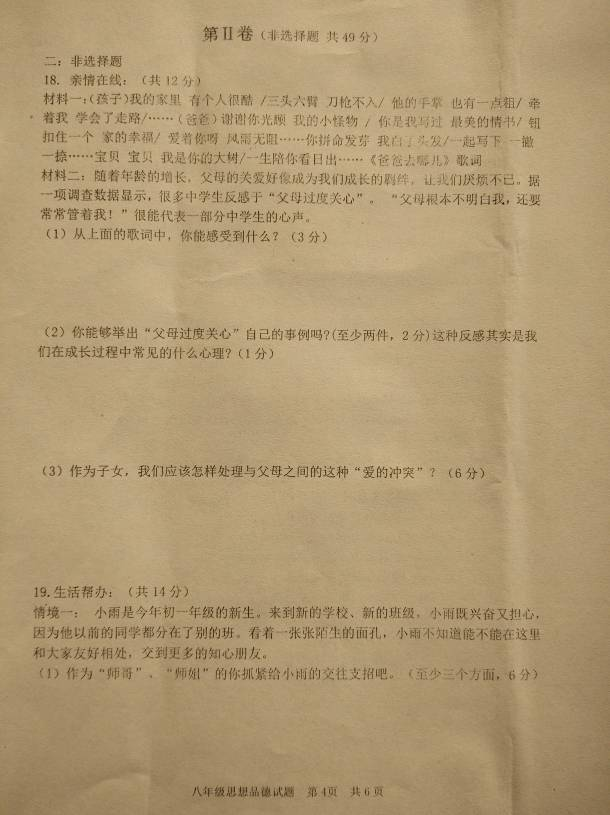 第Ⅱ卷（非选择题 共49分）
二：非选择题
18. 亲情在线：（共12分）
材料一：(孩子)我的家里 有个人很酷 /三头六臂 刀枪不入/ 他的手掌 也有一点粗/ 牵
着我 学会了走路/……（爸爸）谢谢你光顾 我的小怪物 / 你是我写过 最美的情书/ 钮
扣住一个 家的幸福/ 爱着你呀 风雨无阻……你拼命发芽 我白了头发/一起写下 一撇
一捺……宝贝 宝贝 我是你的大树/一生陪你看日出……《爸爸去哪儿》歌词
材料二：随着年龄的增长，父母的关爱好像成为我们成长的羁绊，让我们厌烦不已。据
一项调查数据显示，很多中学生反感于“父母过度关心”。 “父母根本不明白我，还要
常常管着我！”很能代表一部分中学生的心声。
（1）从上面的歌词中，你能感受到什么？（3分）
（2）你能够举出“父母过度关心”自己的事例吗?(至少两件，2分)这种反感其实是我
们在成长过程中常见的什么心理?（1分）
（3）作为子女，我们应该怎样处理与父母之间的这种“爱的冲突”？（6分）
19.生活帮办：（共14分）
情境一： 小雨是今年初一年级的新生。来到新的学校、新的班级，小雨既兴奋又担心，
因为他以前的同学都分在了别的班。看着一张张陌生的面孔，小雨不知道能不能在这里
和大家友好相处，交到更多的知心朋友。
（1）作为“师哥”、“师姐”的你抓紧给小雨的交往支招吧。（至少三个方面，6分）
八年级思想品德试题 第4页 共6页